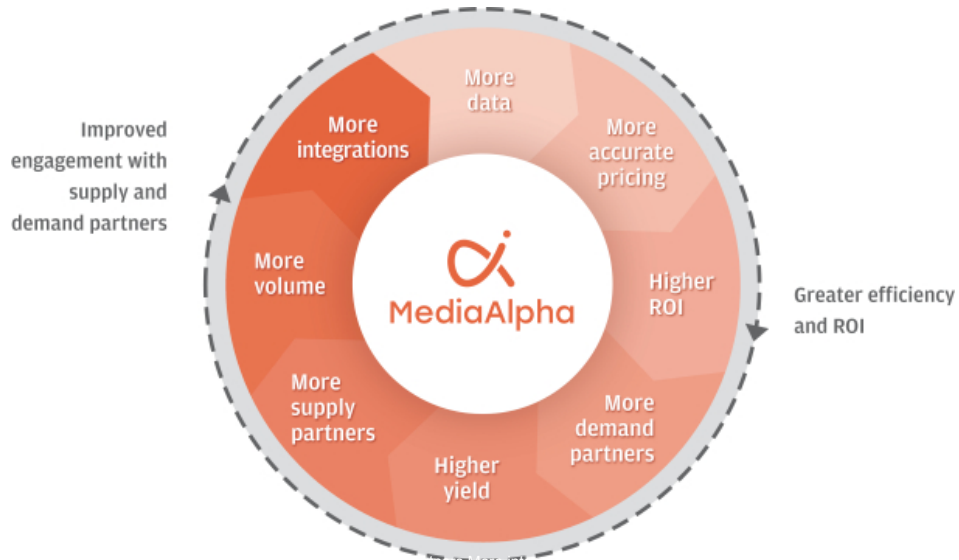 More
data
More
accurate
pricing
Higher
ROI
More
demand
partners
Higher
yield
More
supply
partners
More
volume
More
integrations
MediaAlpha
Improved
engagement with
supply and
demand partners
Greater efficiency
and ROI